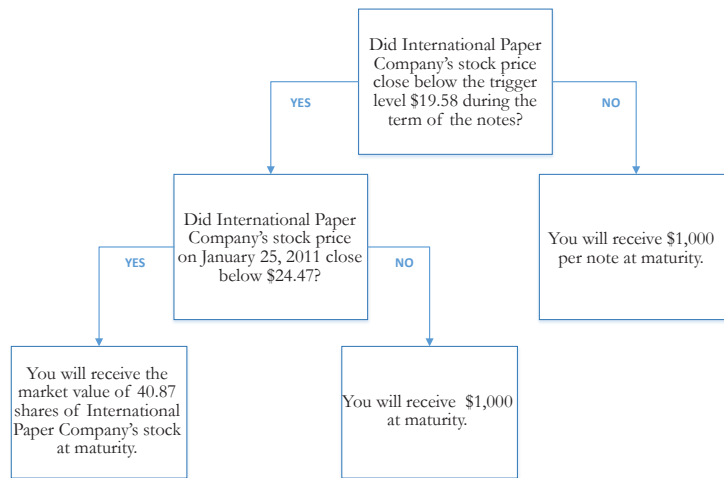 Did International Paper
Company's stock price
close below the trigger
level $19.58 during the
term of the notes?
YES
NO
Did International Paper
Company's stock price
on January 25, 2011 close
below $24.47?
You will receive $1,000
per note at maturity.
YES
NO
You will receive the
market value of 40.87
shares of International
Paper Company's stock
at maturity.
You will receive $1,000
at maturity.